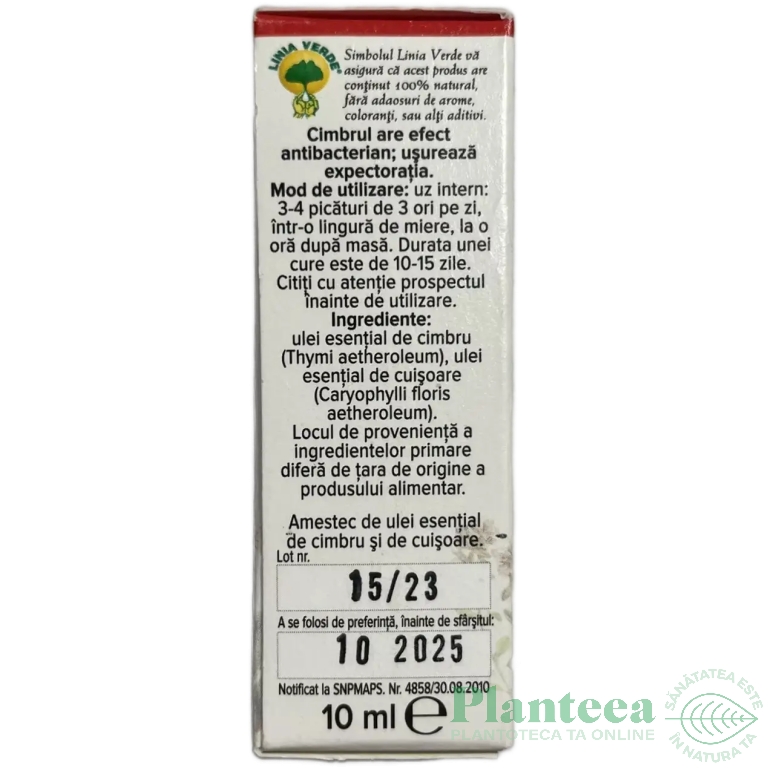 LINIA VERDE
Simbolul Linia Verde vă
asigură că acest produs are
conținut 100% natural,
fără adaosuri de arome,
coloranți, sau alți aditivi.
Cimbrul are efect
antibacterian; ușurează
expectorația.
Mod de utilizare: uz intern:
3-4 picături de 3 ori pe zi,
într-o lingură de miere, la o
oră după masă. Durata unei
cure este de 10-15 zile.
Citiți cu atenție prospectul
înainte de utilizare.
Ingrediente:
ulei esențial de cimbru
(Thymi aetheroleum), ulei
esențial de cuișoare
(Caryophylli floris
aetheroleum).
Locul de proveniență a
ingredientelor primare
diferă de țara de origine a
produsului alimentar.
Amestec de ulei esențial
de cimbru și de cuișoare.
Lot nr.
15/23
A se folosi de preferință, înainte de sfârșitul:
10 2025
Notificat la SNPMAPS. Nr. 4858/30.08.2010
10 ml e
Planteea
PLANTOTECA TA ONLINE
SĂNĂTATEA ESTE
ÎN NATURA TA